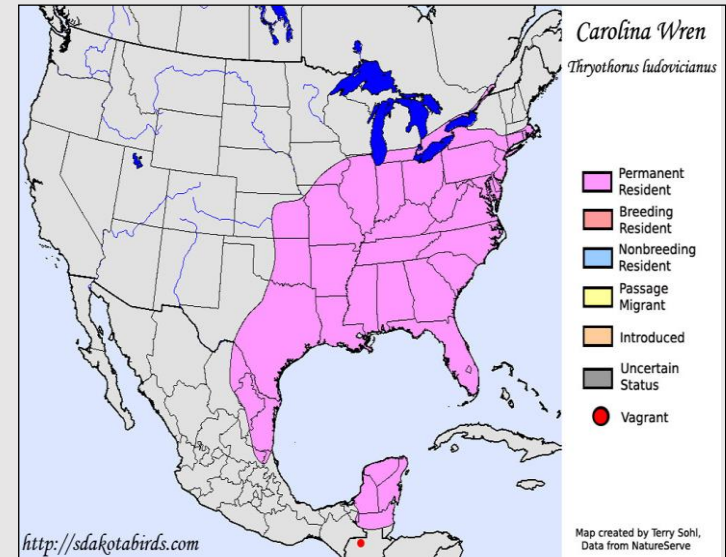 Carolina Wren
Thryothorus ludovicianus
Permanent
Resident
Breeding
Resident
Nonbreeding
Resident
Passage
Migrant
Introduced
Uncertain
Status
Vagrant
Map created by Terry Sohl,
Data from NatureServe
http://sdakotabirds.com